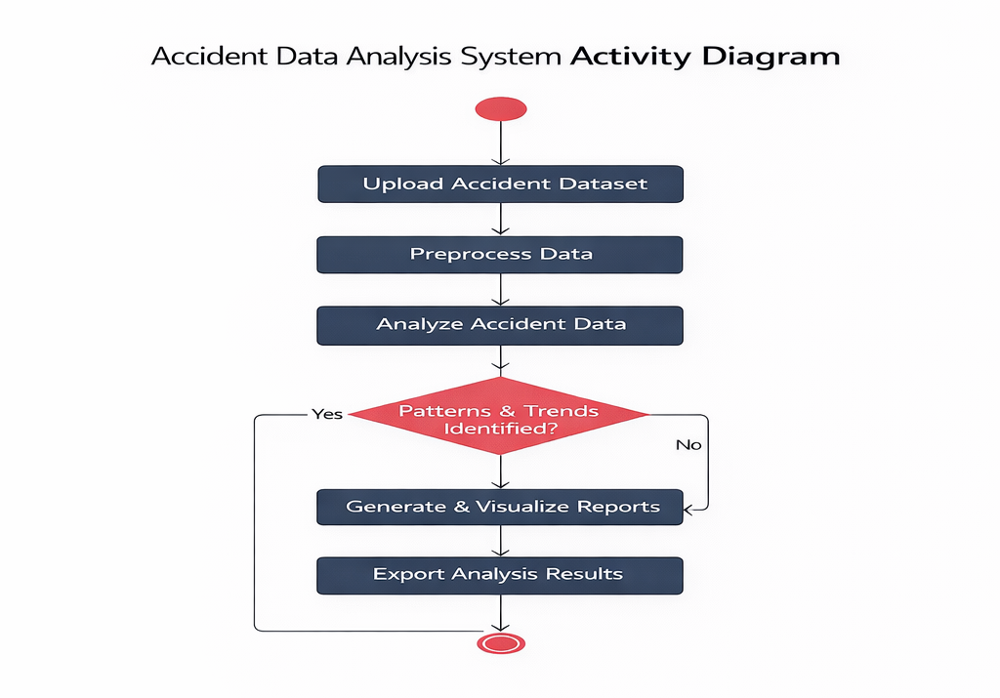 Accident Data Analysis System Activity Diagram
Upload Accident Dataset
Preprocess Data
Analyze Accident Data
Yes
Patterns & Trends
Identified?
No
Generate & Visualize Reports
Export Analysis Results